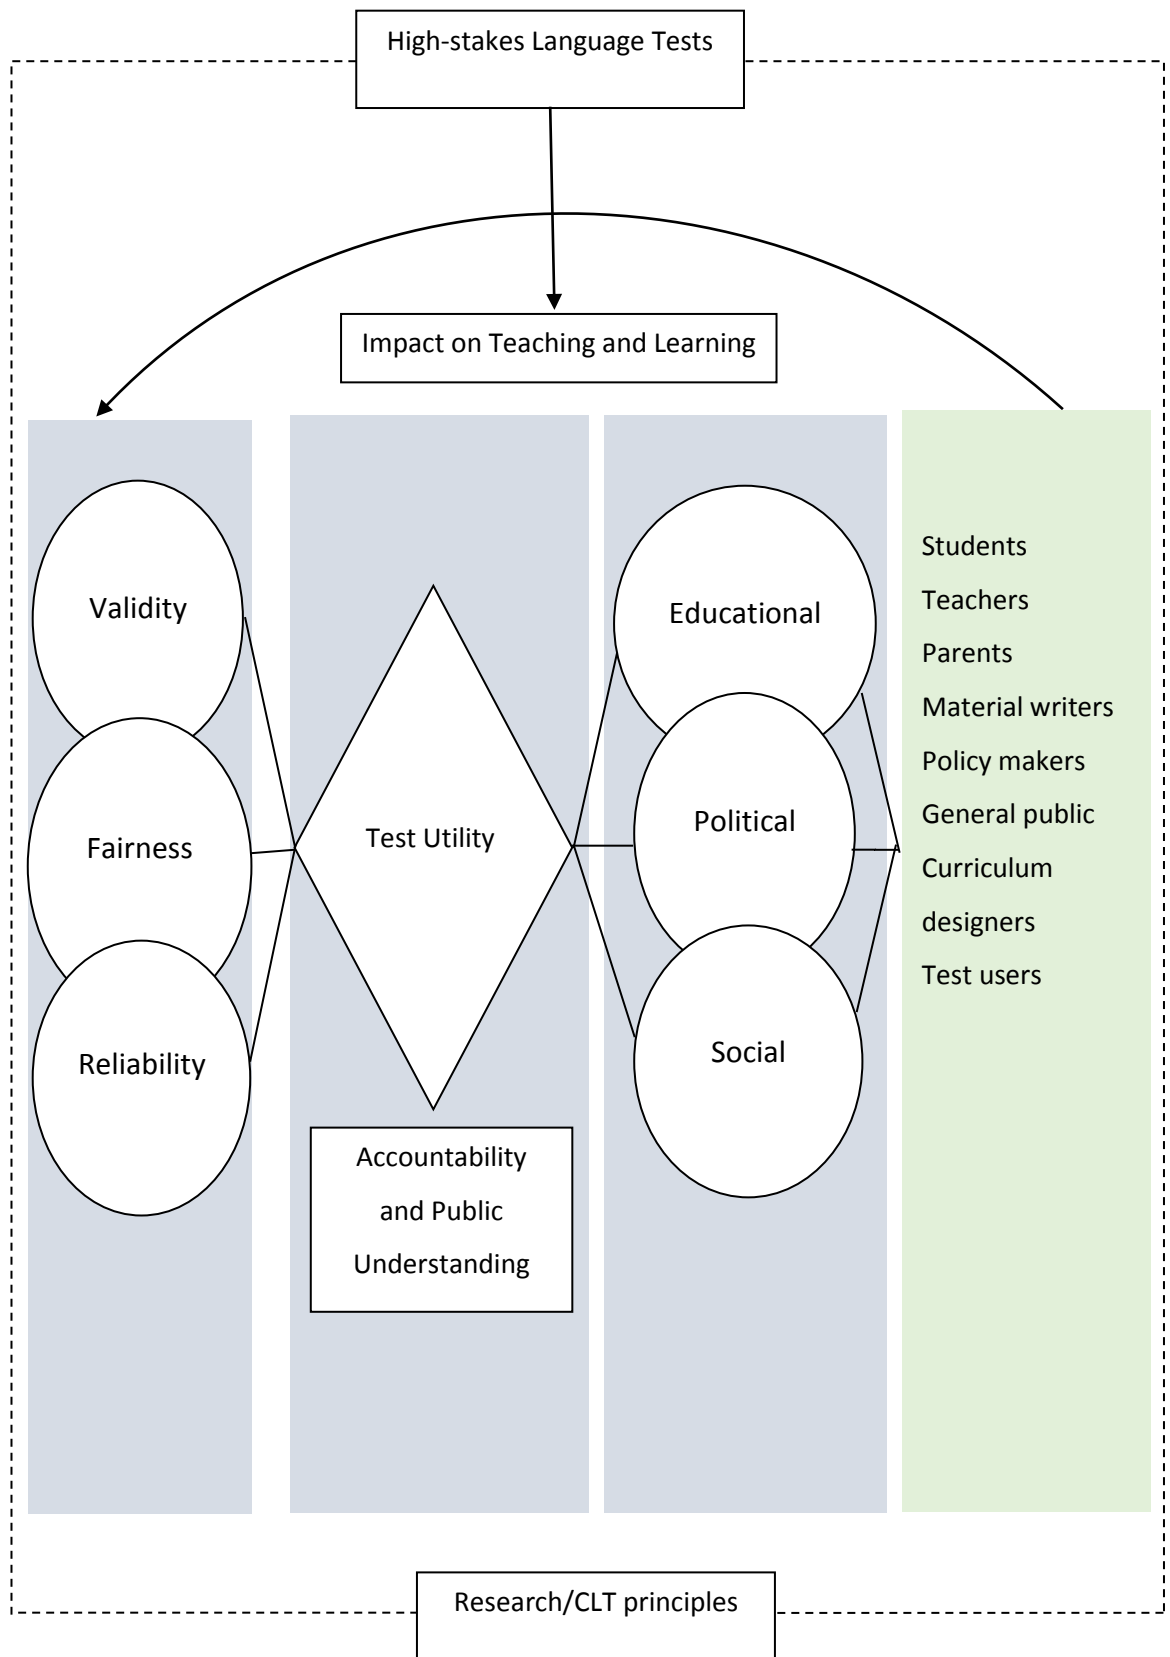 High-stakes Language Tests
Impact on Teaching and Learning
Validity
Fairness
Reliability
Test Utility
Accountability
and Public
Understanding
Educational
Political
Social
Students
Teachers
Parents
Material writers
Policy makers
General public
Curriculum
designers
Test users
Research/CLT principles